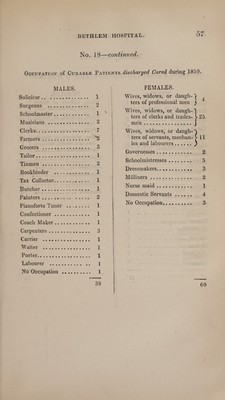 BETHLEM HOSPITAL. 57
No. 18—continued.
OCCUPATION OF CURABLE PATIENTS discharged Cured during 1850.
MALES.
Solicitor 1
Surgeons 2
Schoolmaster 1
Musicians 2
Clerks 7
Farmers
Grocers 3
Tailor 1
Tinmen 2
Bookbinder 1
Tax Collector 1
Butcher 1
Painters 2
Pianoforte Tuner 1
Confectioner 1
Coach Maker 1
Carpenters 3
Carrier 1
Waiter 1
Porter 1
Labourer 1
No Occupation 1
38
FEMALES.
Wives, widows, or daughters of professional men 4
Wives, widows, or daughters of clerks and tradesmen 25
Wives, widows, or daughters of servants, mechanics and labourers 11
Governesses 2
Schoolmistresses 5
Dressmakers 3
Milliners 2
Nurse maid 1
Domestic Servants 4
No Occupation 3
60